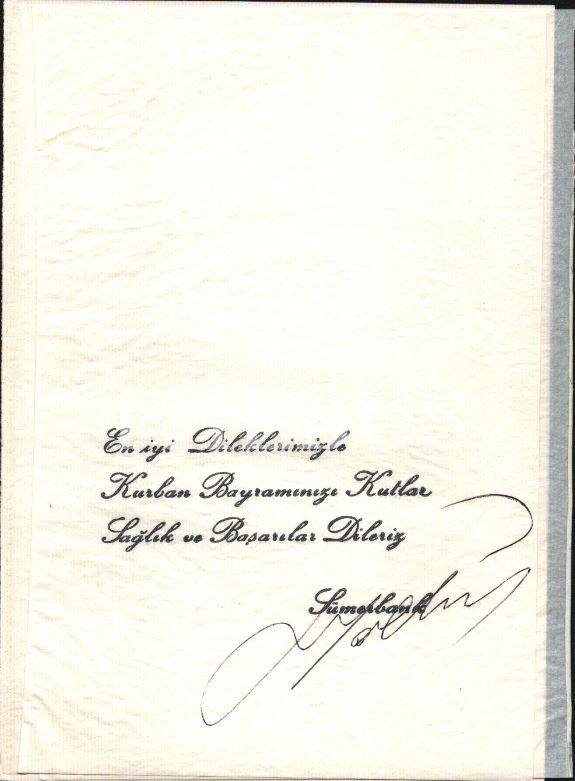 En iyi Dileklerimizle
Kurban Bayramınızı Kutlar
Sağlık ve Başarılar Dileriz
Sümerbank